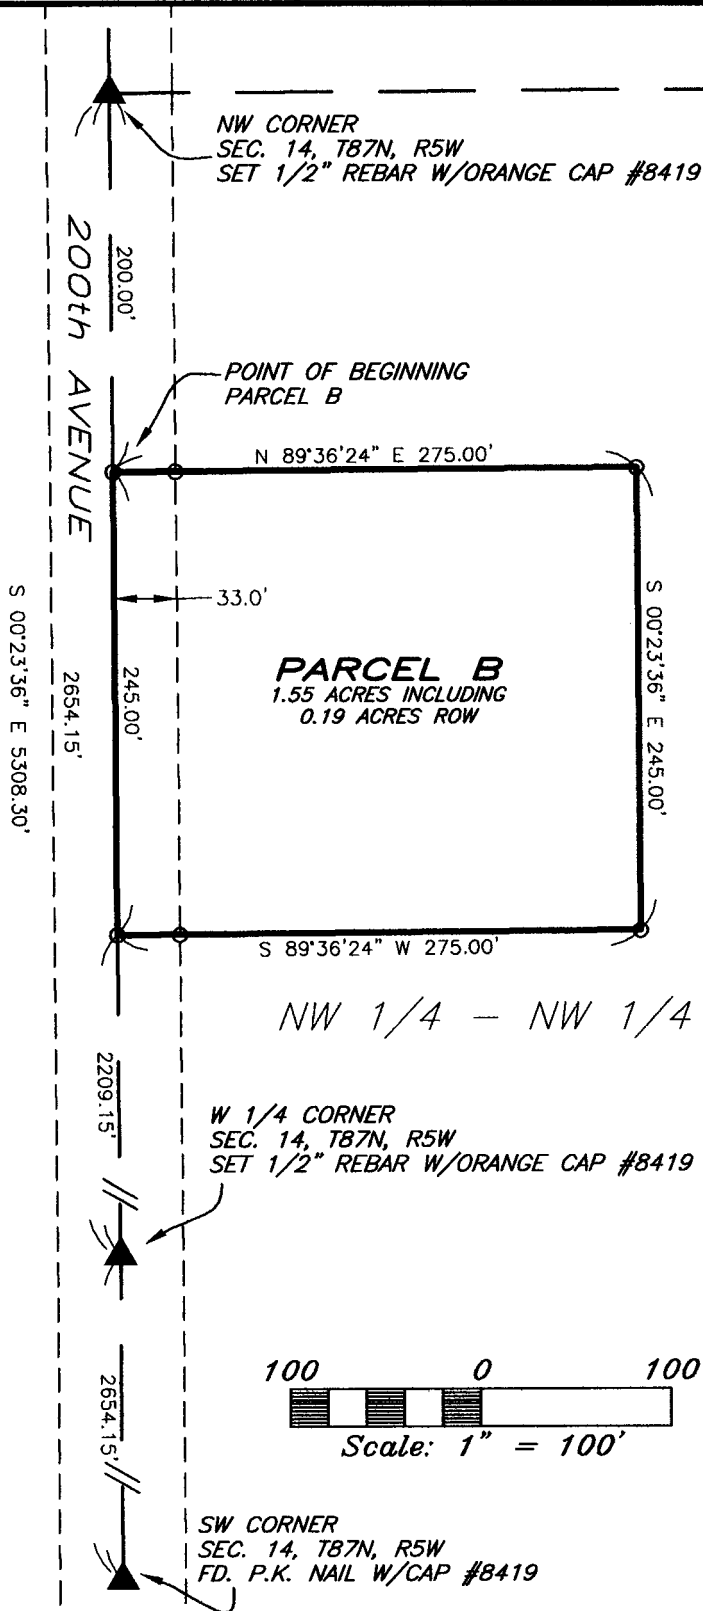 NW CORNER
SEC. 14, T87N, R5W
SET 1/2" REBAR W/ORANGE CAP #8419
200th AVENUE
200.00'
POINT OF BEGINNING
PARCEL B
N 89°36'24" E 275.00'
33.0'
S 00°23'36" E 5308.30'
2654.15'
245.00'
PARCEL B
1.55 ACRES INCLUDING
0.19 ACRES ROW
S 00°23'36" E 245.00'
S 89°36'24" W 275.00'
NW 1/4 - NW 1/4
2209.15'
W 1/4 CORNER
SEC. 14, T87N, R5W
SET 1/2" REBAR W/ORANGE CAP #8419
100 0 100
Scale: 1" = 100'
2654.15'
SW CORNER
SEC. 14, T87N, R5W
FD. P.K. NAIL W/CAP #8419